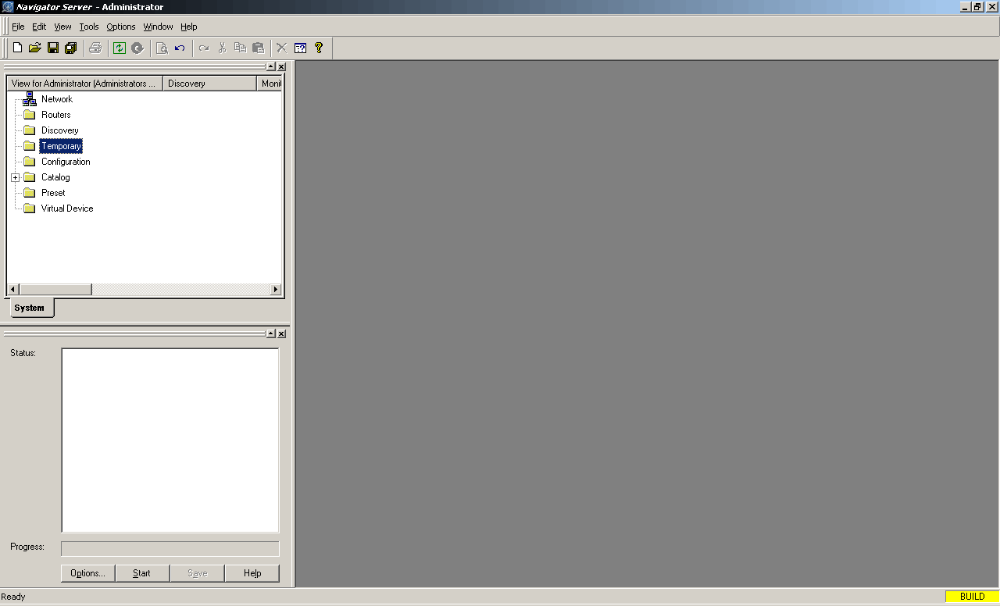 Navigator Server - Administrator
File Edit View Tools Options Window Help
View for Administrator (Administrators ... Discovery Monit
Network
Routers
Discovery
Temporary
Configuration
Catalog
Preset
Virtual Device
System
Status:
Progress:
Options... Start Save Help
Ready BUILD